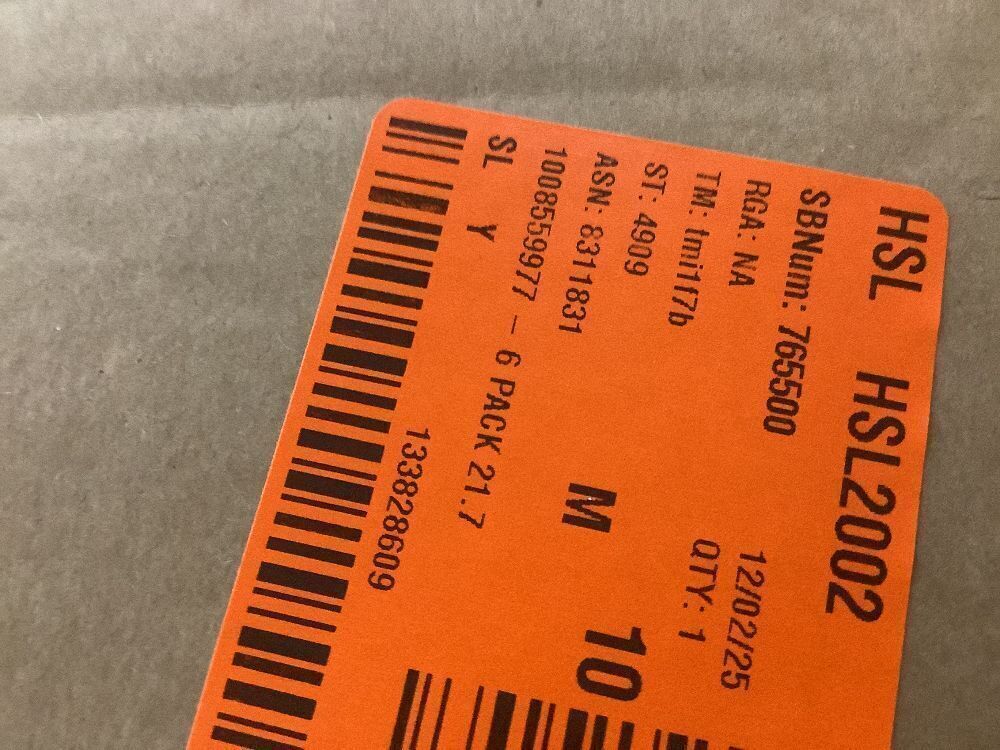 HSL HSL2002
SBNum: 765500
RGA: NA 12/02/25
TM: tmi1f7b QTY: 1
ST: 4909
ASN: 8311831 M 10
1008559977 - 6 PACK 21.7
SL Y
133828609